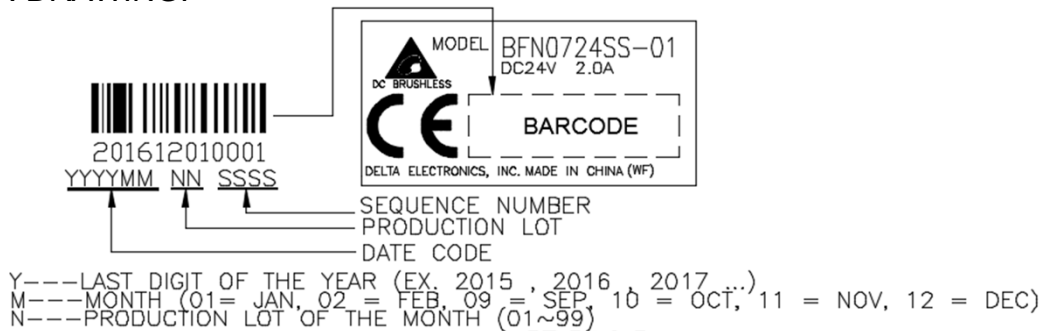 MODEL BFN0724SS-01
DC24V 2.0A
DC BRUSHLESS
CE
BARCODE
DELTA ELECTRONICS, INC. MADE IN CHINA (WF)
201612010001
YYYYMM NN SSSS
SEQUENCE NUMBER
PRODUCTION LOT
DATE CODE
Y---LAST DIGIT OF THE YEAR (EX. 2015 , 2016 , 2017 ...)
M---MONTH (01= JAN, 02 = FEB, 09 = SEP, 10 = OCT, 11 = NOV, 12 = DEC)
N---PRODUCTION LOT OF THE MONTH (01~99)